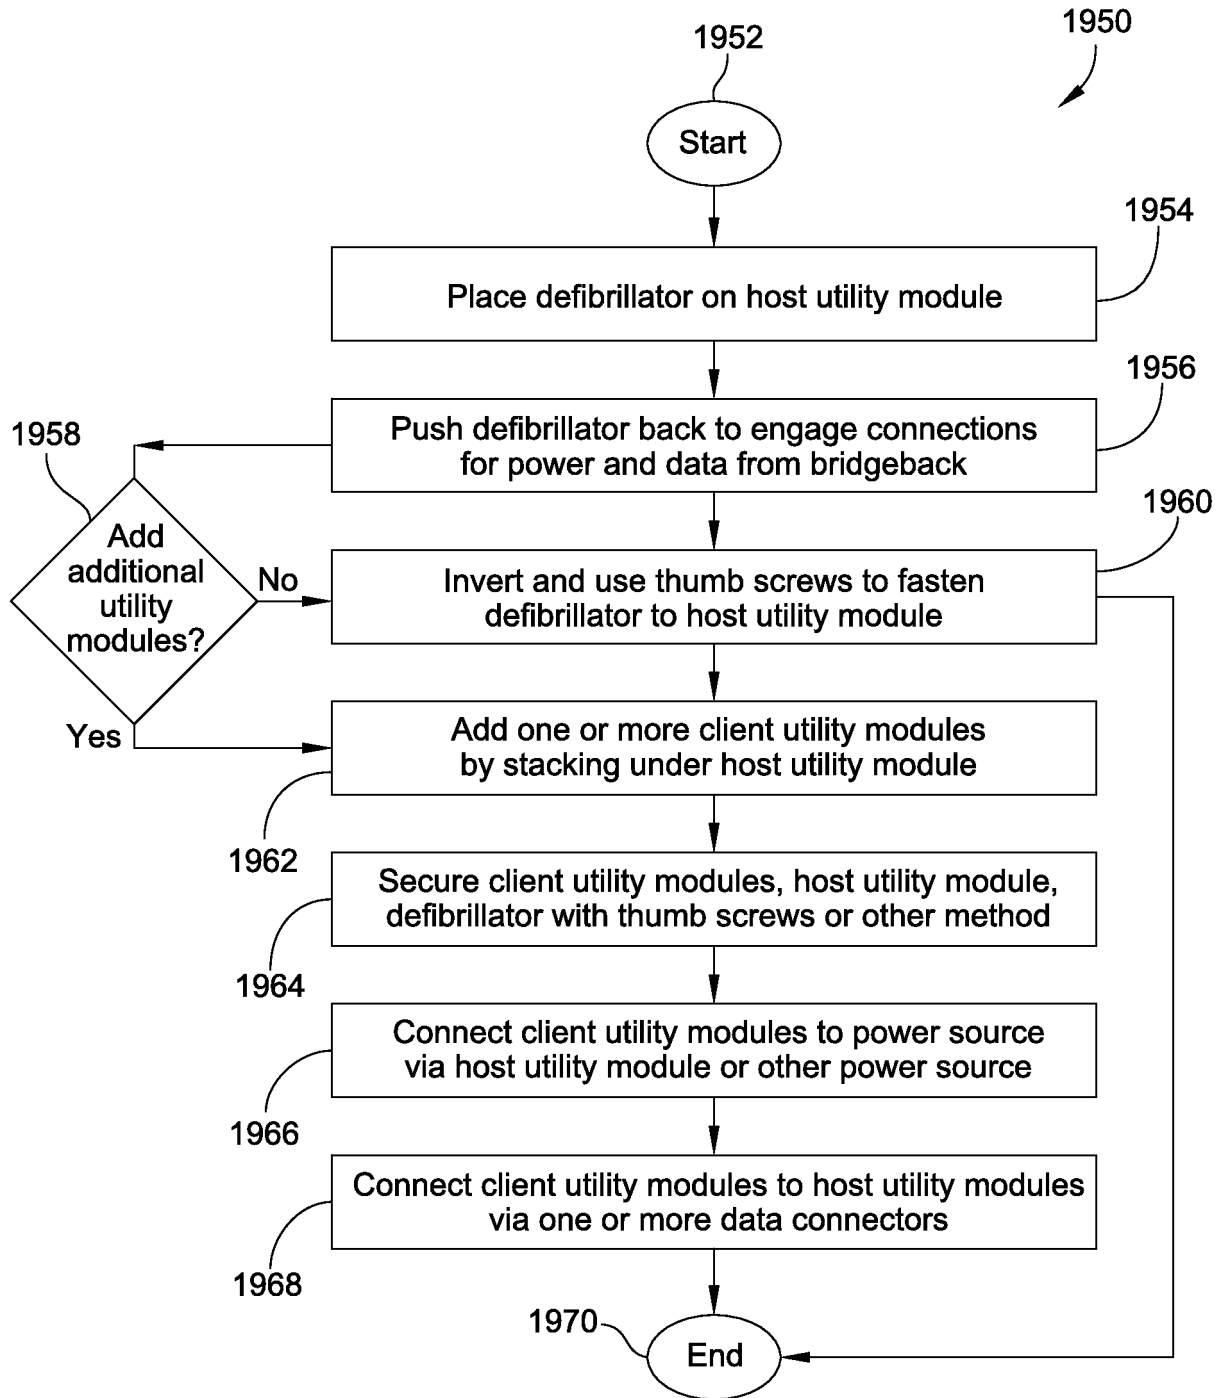 1950
1952
Start
1954
Place defibrillator on host utility module
1956
Push defibrillator back to engage connections
for power and data from bridgeback
1958
Add
additional
utility
modules?
No
Yes
1960
Invert and use thumb screws to fasten
defibrillator to host utility module
Add one or more client utility modules
by stacking under host utility module
1962
Secure client utility modules, host utility module,
defibrillator with thumb screws or other method
1964
Connect client utility modules to power source
via host utility module or other power source
1966
Connect client utility modules to host utility modules
via one or more data connectors
1968
1970
End